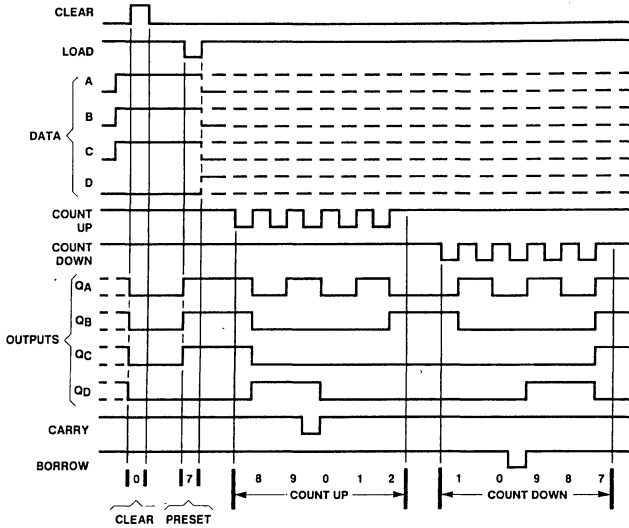 CLEAR
LOAD
A
B
DATA
C
D
COUNT UP
COUNT DOWN
QA
QB
OUTPUTS
QC
QD
CARRY
BORROW
0 7 8 9 0 1 2 1 0 9 8 7
COUNT UP COUNT DOWN
CLEAR PRESET